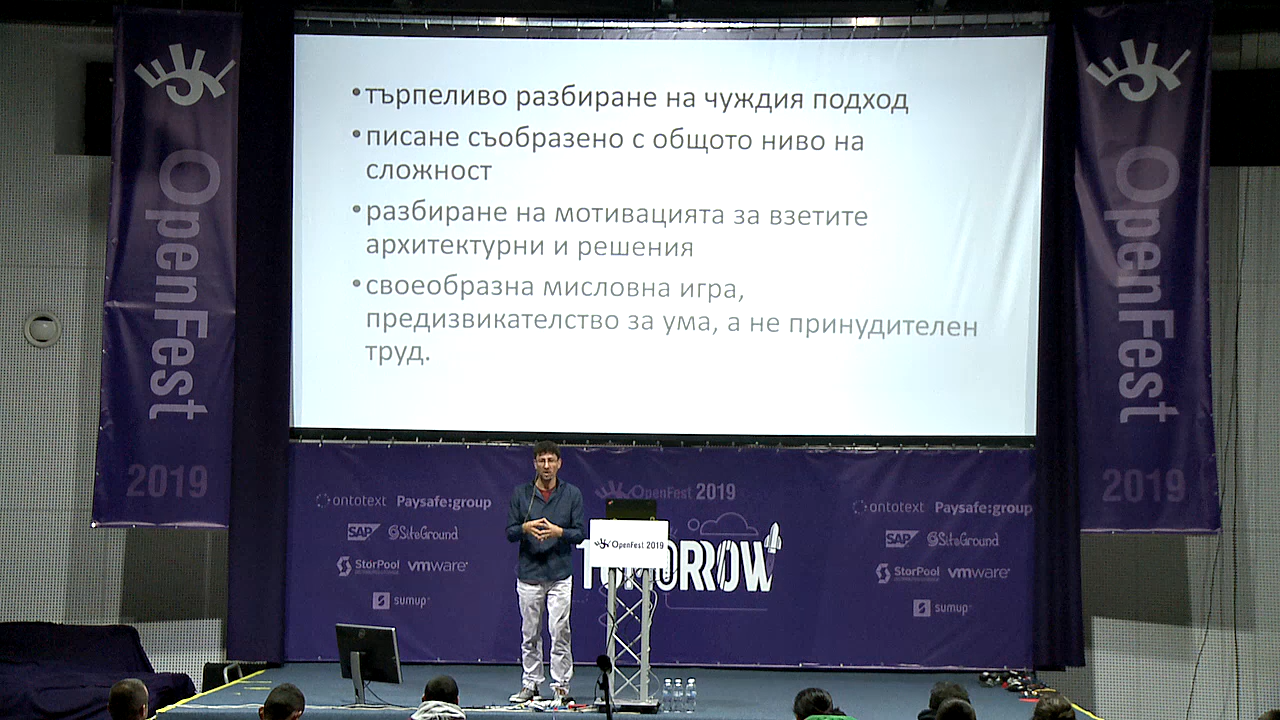 •търпеливо разбиране на чуждия подход
•писане съобразено с общото ниво на
сложност
•разбиране на мотивацията за взетите
архитектурни и решения
•своеобразна мисловна игра,
предизвикателство за ума, а не принудителен
труд.
OpenFest
2019
OpenFest
2019
ontotext Paysafe:group
SAP SiteGround
StorPool vmware
sumup
OpenFest 2019
OpenFest 2019
TOMORROW
ontotext Paysafe:group
SAP SiteGround
StorPool vmware
sumup